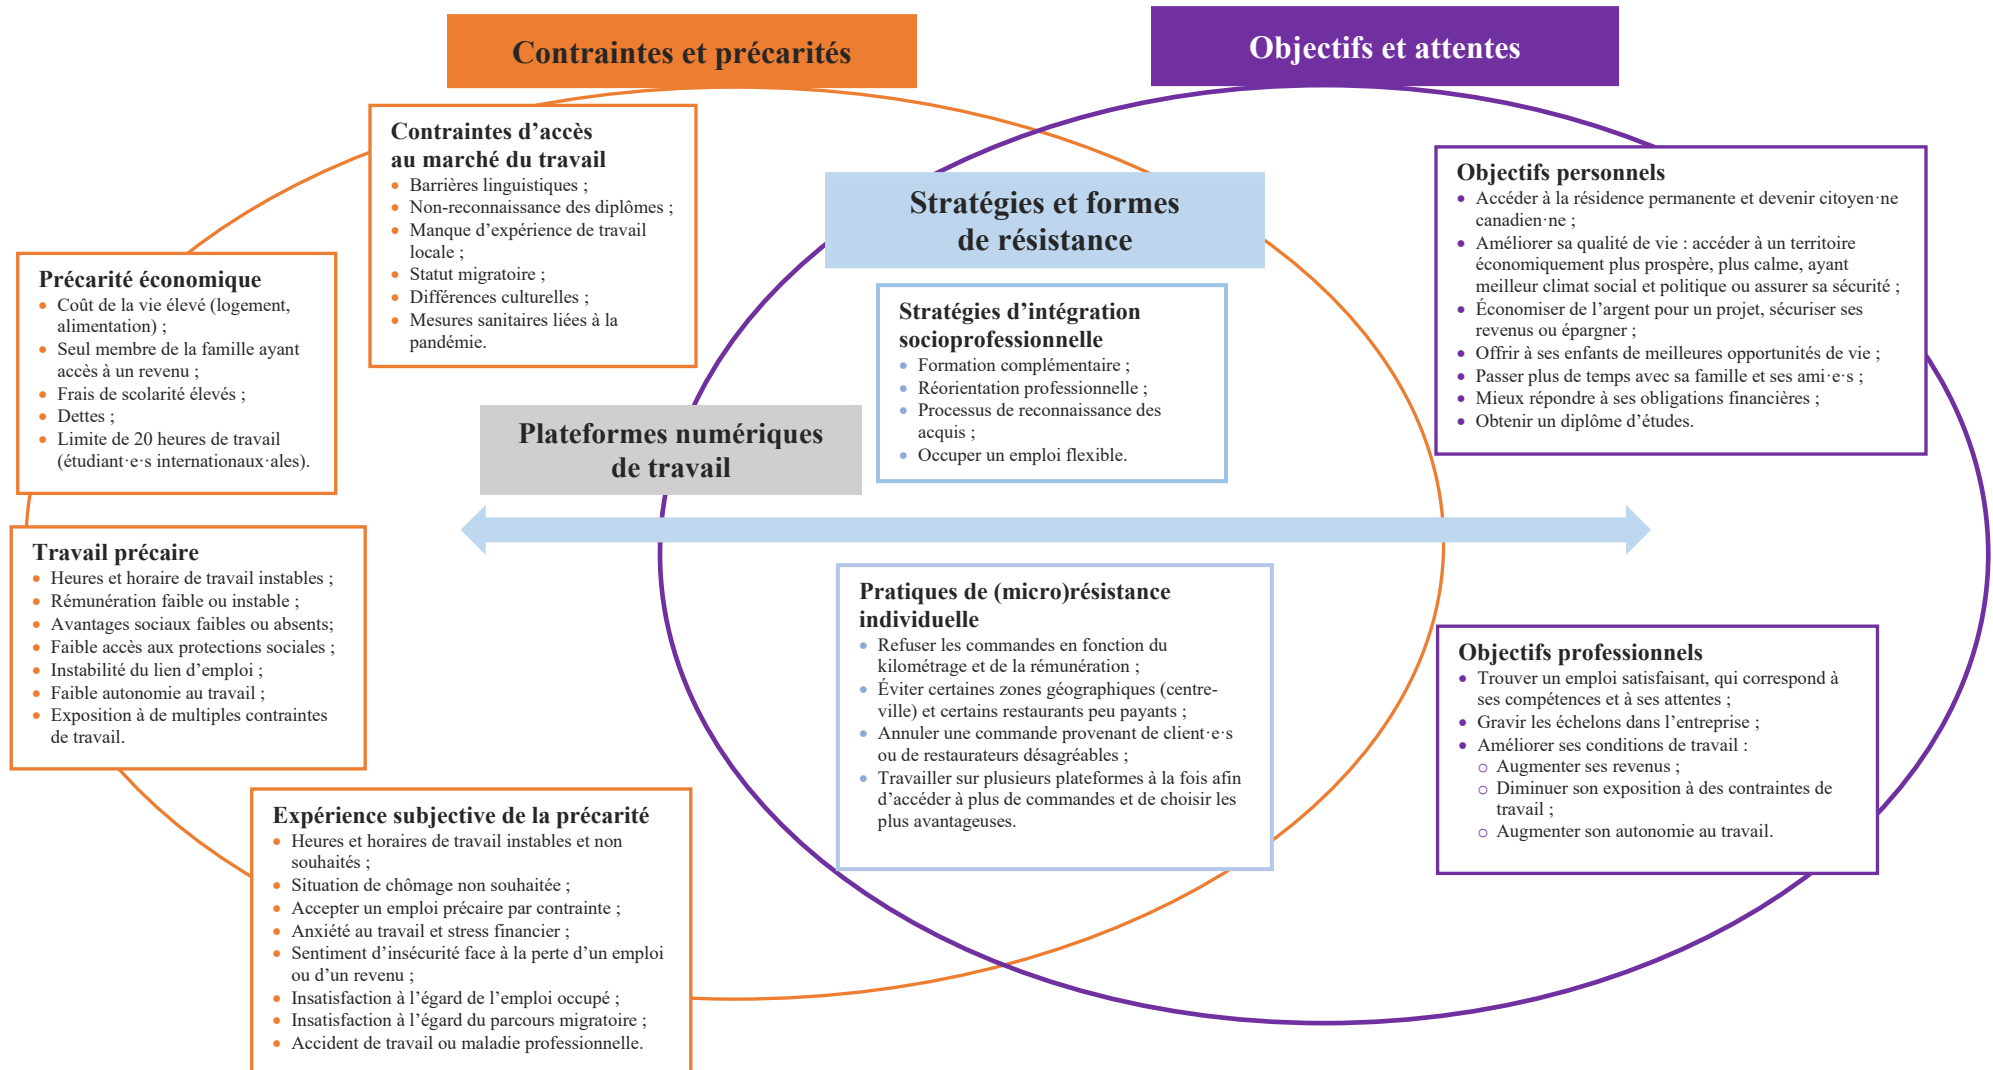 Contraintes et précarités
Objectifs et attentes
Contraintes d’accès
au marché du travail
• Barrières linguistiques ;
• Non-reconnaissance des diplômes ;
• Manque d’expérience de travail
locale ;
• Statut migratoire ;
• Différences culturelles ;
• Mesures sanitaires liées à la
pandémie.
Précarité économique
• Coût de la vie élevé (logement,
alimentation) ;
• Seul membre de la famille ayant
accès à un revenu ;
• Frais de scolarité élevés ;
• Dettes ;
• Limite de 20 heures de travail
(étudiant·e·s internationaux·ales).
Travail précaire
• Heures et horaire de travail instables ;
• Rémunération faible ou instable ;
• Avantages sociaux faibles ou absents;
• Faible accès aux protections sociales ;
• Instabilité du lien d’emploi ;
• Faible autonomie au travail ;
• Exposition à de multiples contraintes
de travail.
Expérience subjective de la précarité
• Heures et horaires de travail instables et non
souhaités ;
• Situation de chômage non souhaitée ;
• Accepter un emploi précaire par contrainte ;
• Anxiété au travail et stress financier ;
• Sentiment d’insécurité face à la perte d’un emploi
ou d’un revenu ;
• Insatisfaction à l’égard de l’emploi occupé ;
• Insatisfaction à l’égard du parcours migratoire ;
• Accident de travail ou maladie professionnelle.
Plateformes numériques
de travail
Stratégies et formes
de résistance
Stratégies d’intégration
socioprofessionnelle
• Formation complémentaire ;
• Réorientation professionnelle ;
• Processus de reconnaissance des
acquis ;
• Occuper un emploi flexible.
Pratiques de (micro)résistance
individuelle
• Refuser les commandes en fonction du
kilométrage et de la rémunération ;
• Éviter certaines zones géographiques (centre-
ville) et certains restaurants peu payants ;
• Annuler une commande provenant de client·e·s
ou de restaurateurs désagréables ;
• Travailler sur plusieurs plateformes à la fois afin
d’accéder à plus de commandes et de choisir les
plus avantageuses.
Objectifs personnels
• Accéder à la résidence permanente et devenir citoyen·ne
canadien·ne ;
• Améliorer sa qualité de vie : accéder à un territoire
économiquement plus prospère, plus calme, ayant
meilleur climat social et politique ou assurer sa sécurité ;
• Économiser de l’argent pour un projet, sécuriser ses
revenus ou épargner ;
• Offrir à ses enfants de meilleures opportunités de vie ;
• Passer plus de temps avec sa famille et ses ami·e·s ;
• Mieux répondre à ses obligations financières ;
• Obtenir un diplôme d’études.
Objectifs professionnels
• Trouver un emploi satisfaisant, qui correspond à
ses compétences et à ses attentes ;
• Gravir les échelons dans l’entreprise ;
• Améliorer ses conditions de travail :
o Augmenter ses revenus ;
o Diminuer son exposition à des contraintes de
travail ;
o Augmenter son autonomie au travail.